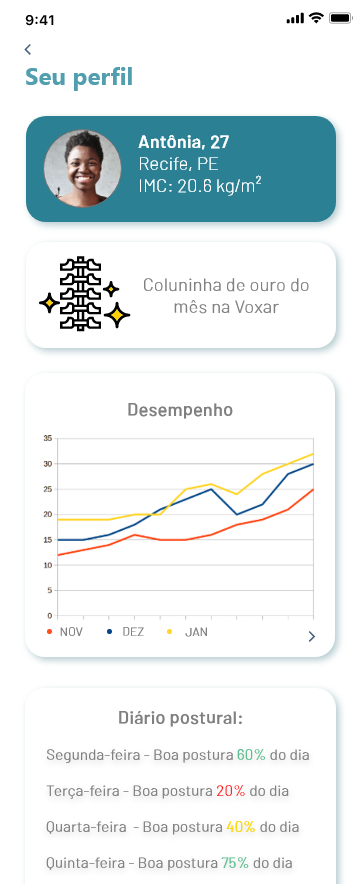 9:41
Seu perfil
Antônia, 27
Recife, PE
IMC: 20.6 kg/m²
Coluninha de ouro do
mês na Voxar
Desempenho
35
30
25
20
15
10
5
0
NOV DEZ JAN
Diário postural:
Segunda-feira - Boa postura 60% do dia
Terça-feira - Boa postura 20% do dia
Quarta-feira - Boa postura 40% do dia
Quinta-feira - Boa postura 75% do dia